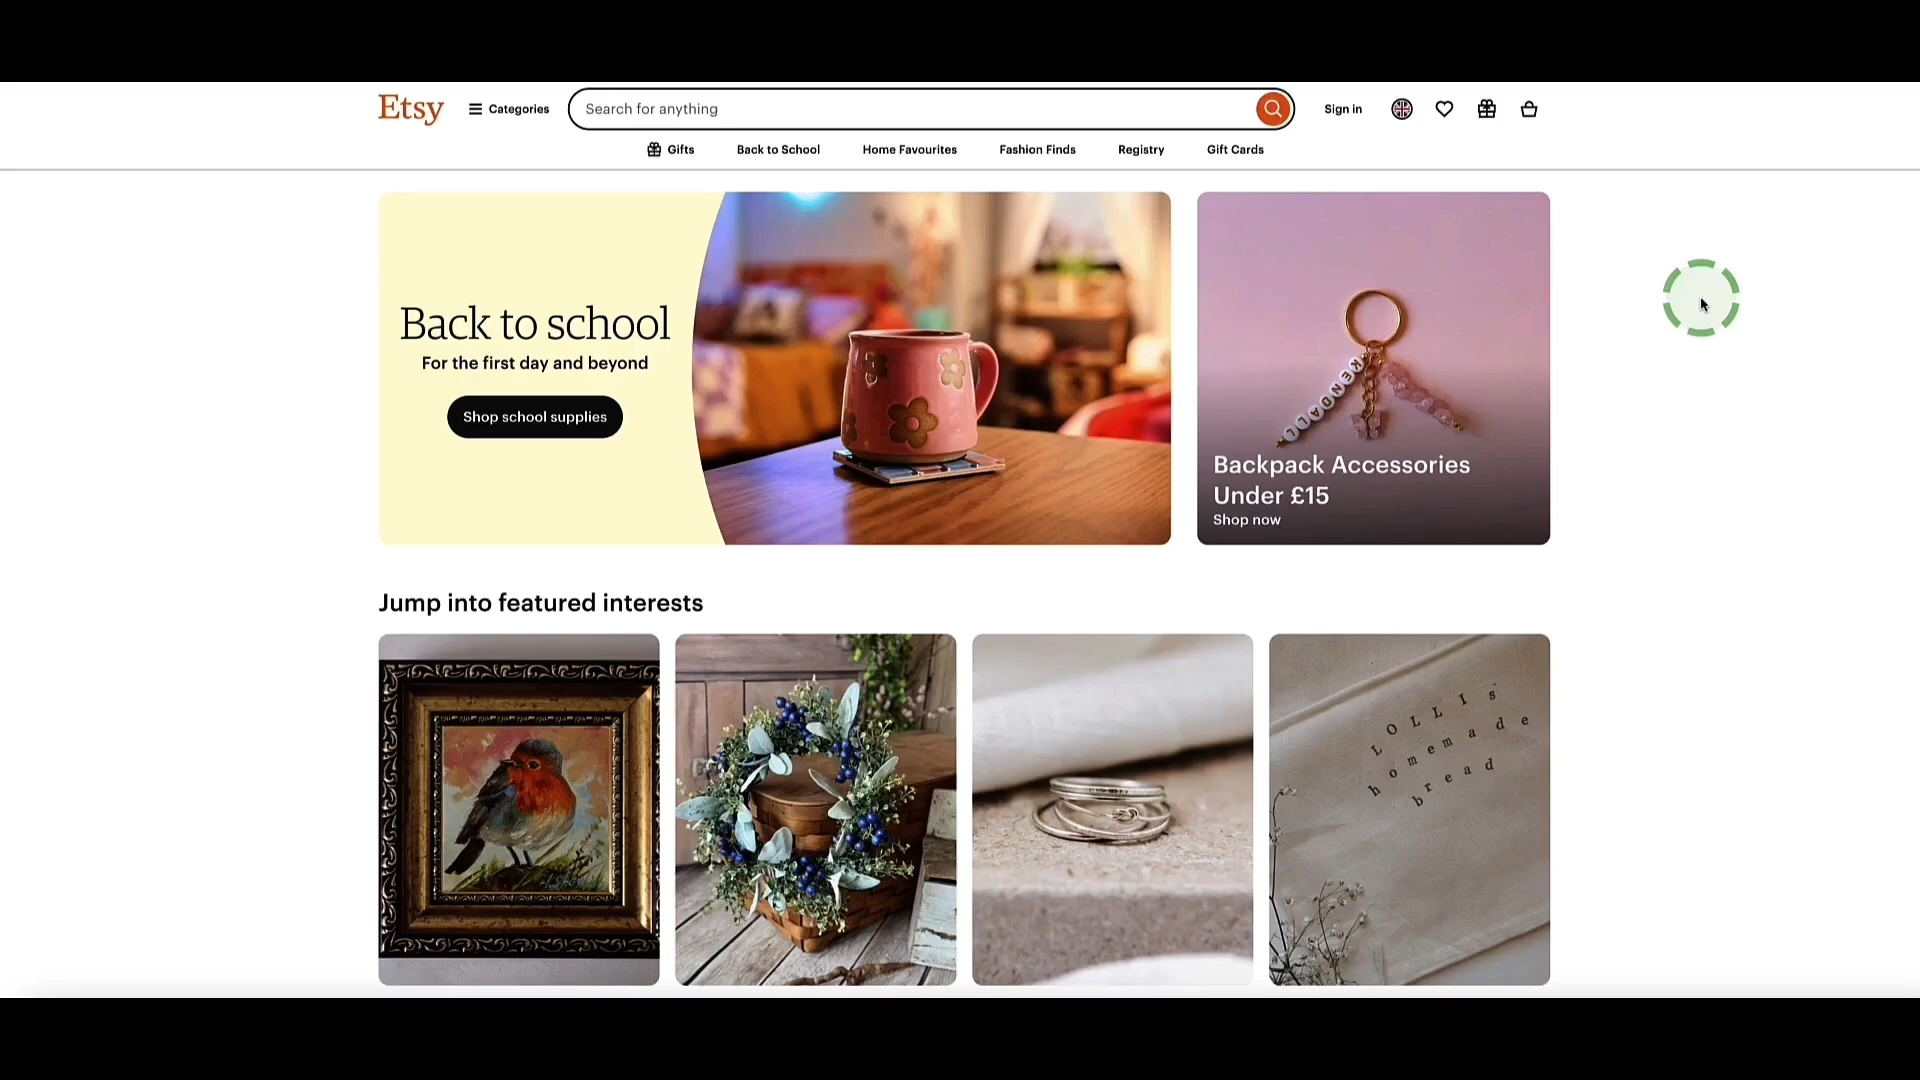 Etsy
Categories
Search for anything
Sign in
Gifts
Back to School
Home Favourites
Fashion Finds
Registry
Gift Cards
Back to school
For the first day and beyond
Shop school supplies
KENDALL
Backpack Accessories
Under £15
Shop now
Jump into featured interests
LOLLIs
homemade
bread